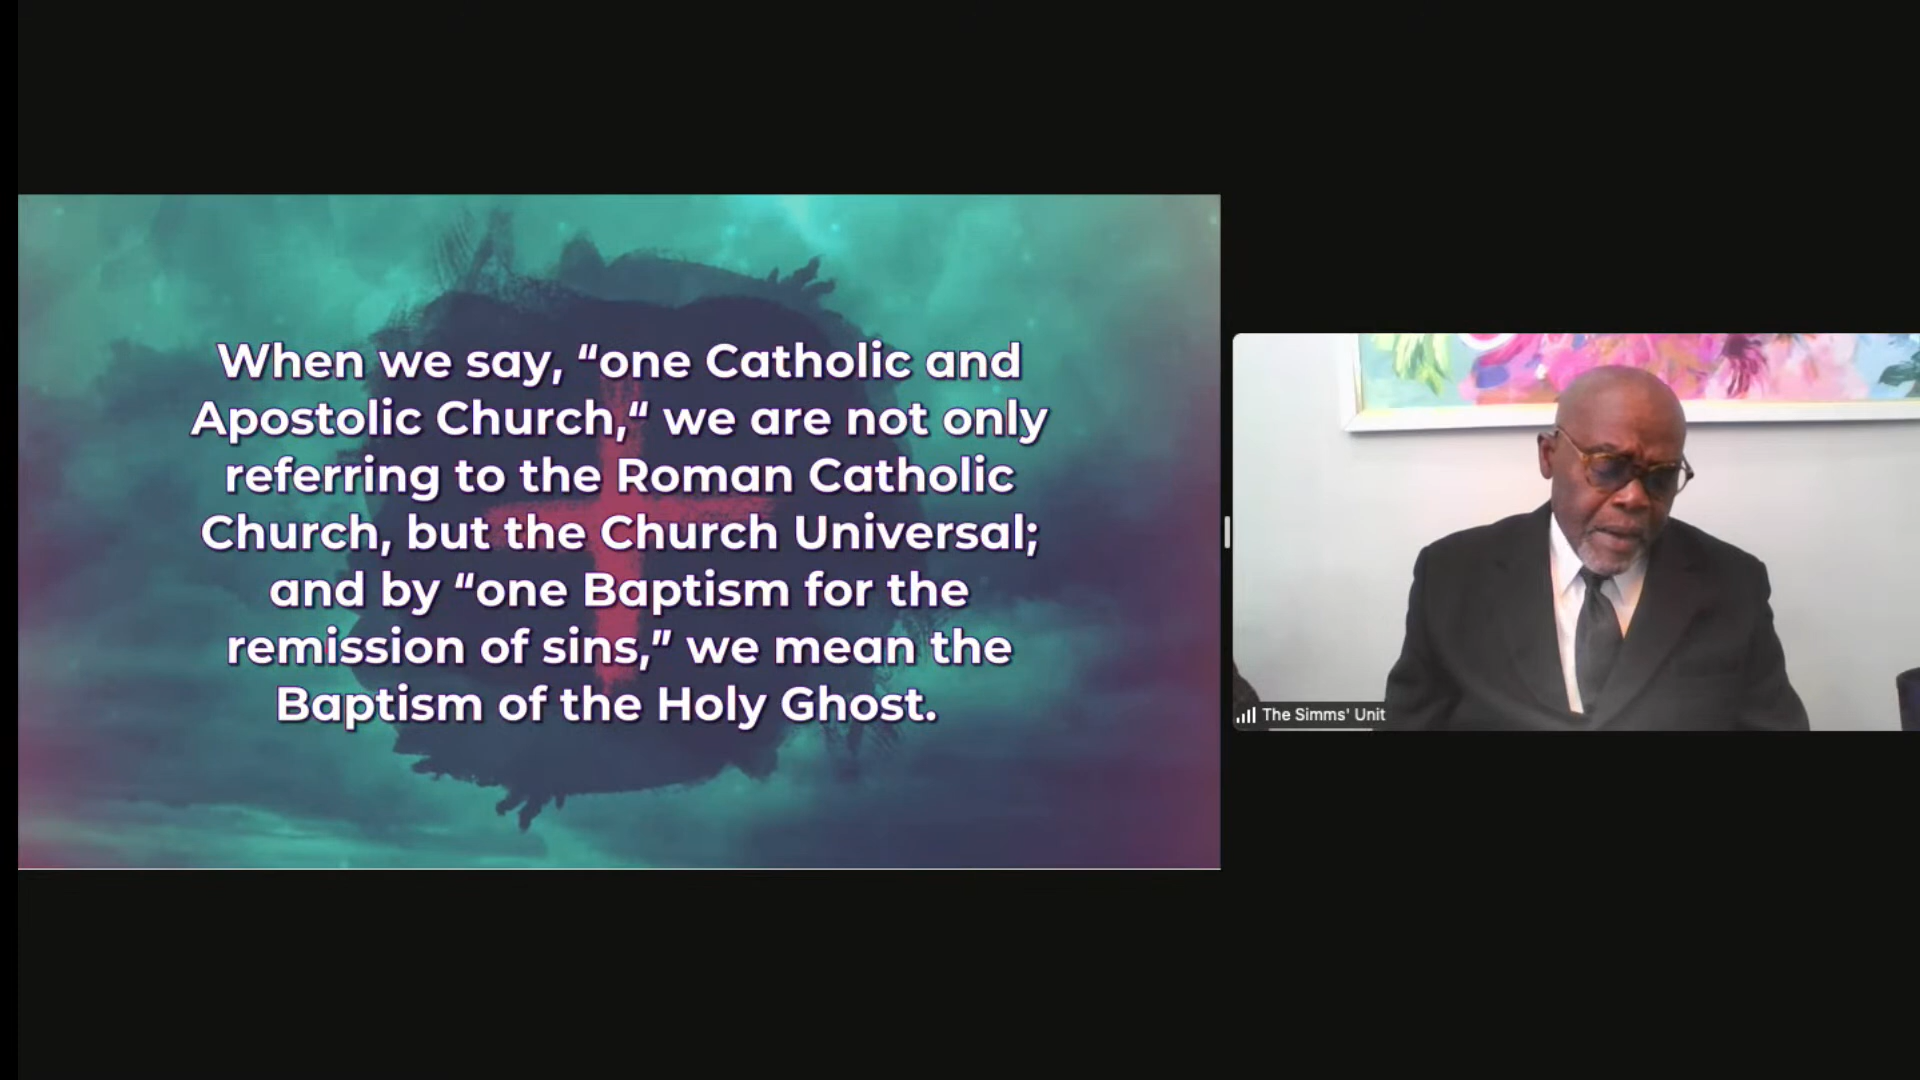 When we say, “one Catholic and
Apostolic Church,“ we are not only
referring to the Roman Catholic
Church, but the Church Universal;
and by “one Baptism for the
remission of sins,” we mean the
Baptism of the Holy Ghost.
The Simms' Unit